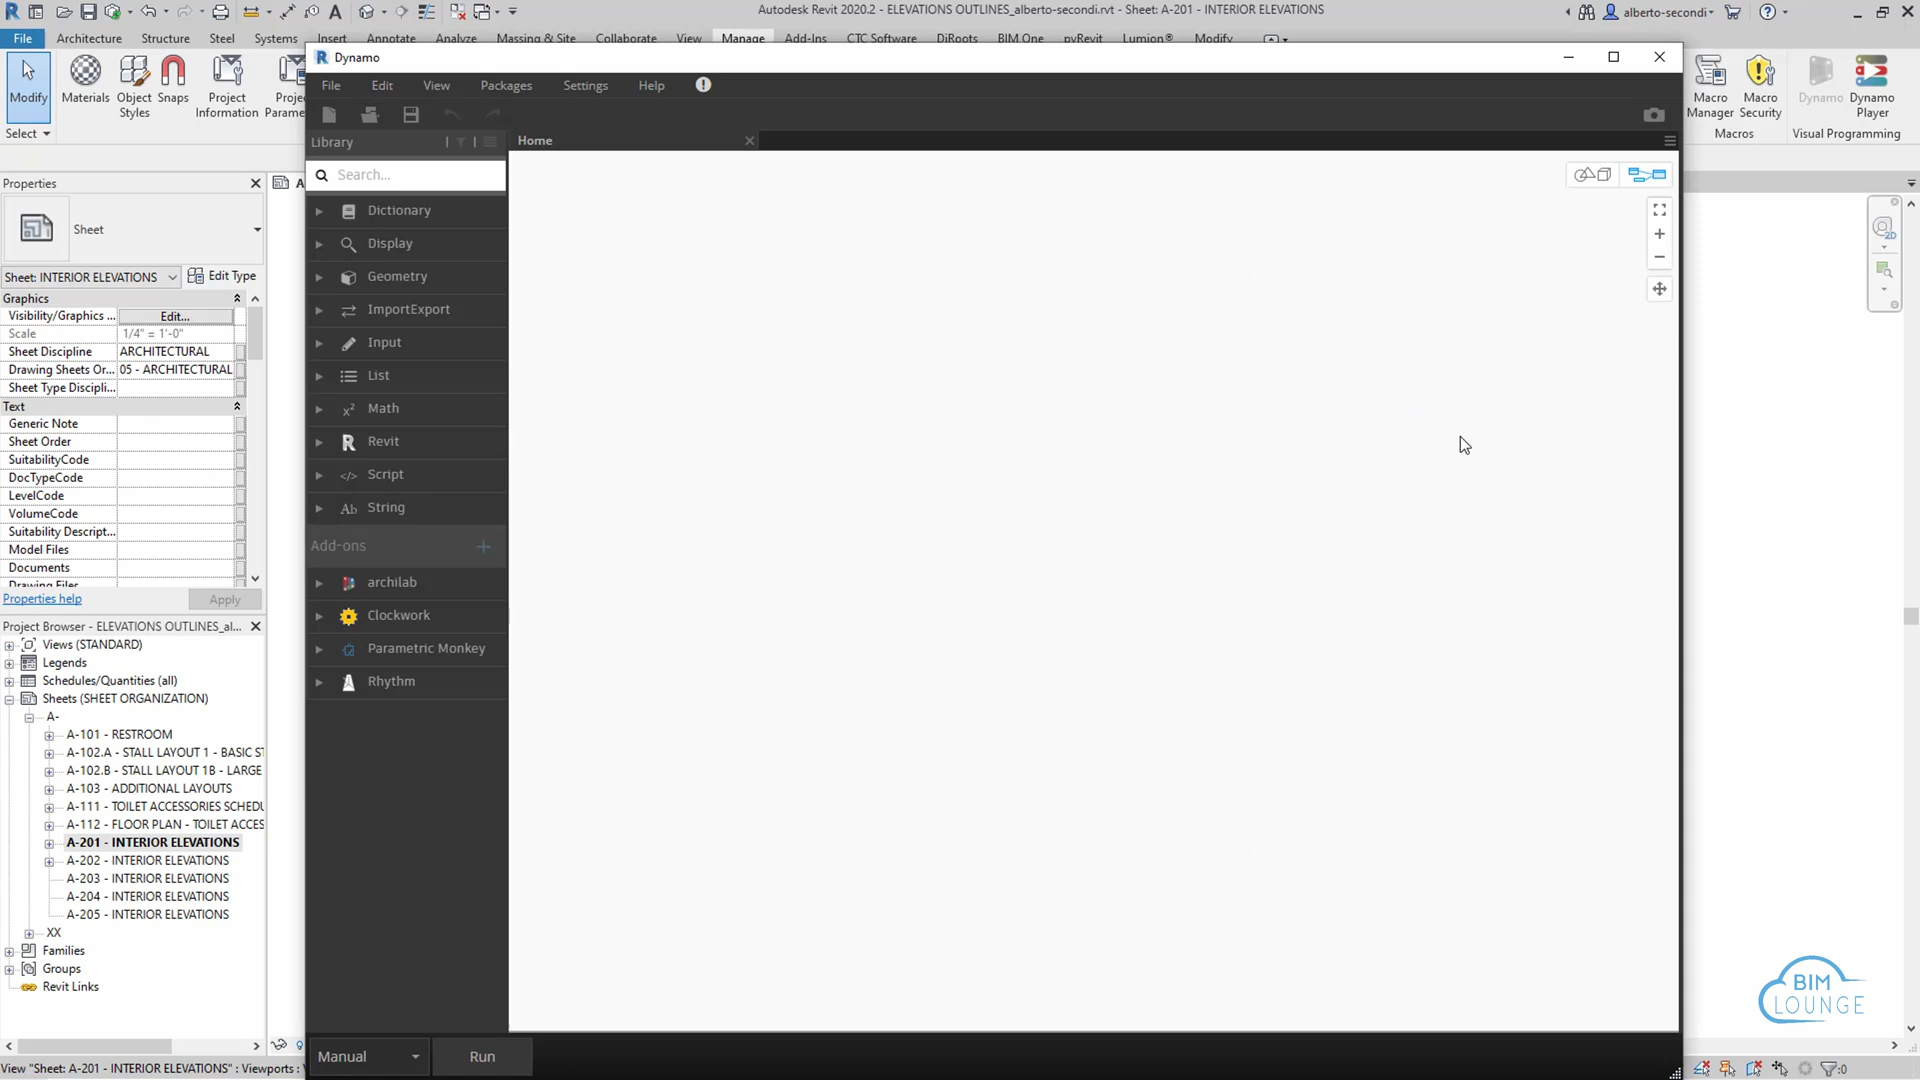 Autodesk Revit 2020.2 - ELEVATIONS OUTLINES_alberto-secondi.rvt - Sheet: A-201 - INTERIOR ELEVATIONS
alberto-secondi
File Architecture Structure Steel Systems Insert Annotate Analyze Massing & Site Collaborate View Manage Add-Ins CTC Software DiRoots BIM One pyRevit Lumion® Modify
Modify
Materials
Object
Styles
Snaps
Project
Information
Parame
Select
Macro
Manager
Macro
Security
Dynamo
Dynamo
Player
Macros
Visual Programming
Dynamo
File Edit View Packages Settings Help
Library
Home
Search...
Dictionary
Display
Geometry
ImportExport
Input
List
Math
Revit
Script
String
Add-ons
archilab
Clockwork
Parametric Monkey
Rhythm
Manual
Run
Properties
Sheet
Sheet: INTERIOR ELEVATIONS
Edit Type
Graphics
Visibility/Graphics ... Edit...
Scale 1/4" = 1'-0"
Sheet Discipline ARCHITECTURAL
Drawing Sheets Or... 05 - ARCHITECTURAL
Sheet Type Discipli...
Text
Generic Note
Sheet Order
SuitabilityCode
DocTypeCode
LevelCode
VolumeCode
Suitability Descript...
Model Files
Documents
Drawing Files
Properties help
Apply
Project Browser - ELEVATIONS OUTLINES_al...
Views (STANDARD)
Legends
Schedules/Quantities (all)
Sheets (SHEET ORGANIZATION)
A-
A-101 - RESTROOM
A-102.A - STALL LAYOUT 1 - BASIC ST
A-102.B - STALL LAYOUT 1B - LARGE
A-103 - ADDITIONAL LAYOUTS
A-111 - TOILET ACCESSORIES SCHEDU
A-112 - FLOOR PLAN - TOILET ACCES
A-201 - INTERIOR ELEVATIONS
A-202 - INTERIOR ELEVATIONS
A-203 - INTERIOR ELEVATIONS
A-204 - INTERIOR ELEVATIONS
A-205 - INTERIOR ELEVATIONS
XX
Families
Groups
Revit Links
View "Sheet: A-201 - INTERIOR ELEVATIONS" : Viewports :
:0
2D
BIM
LOUNGE